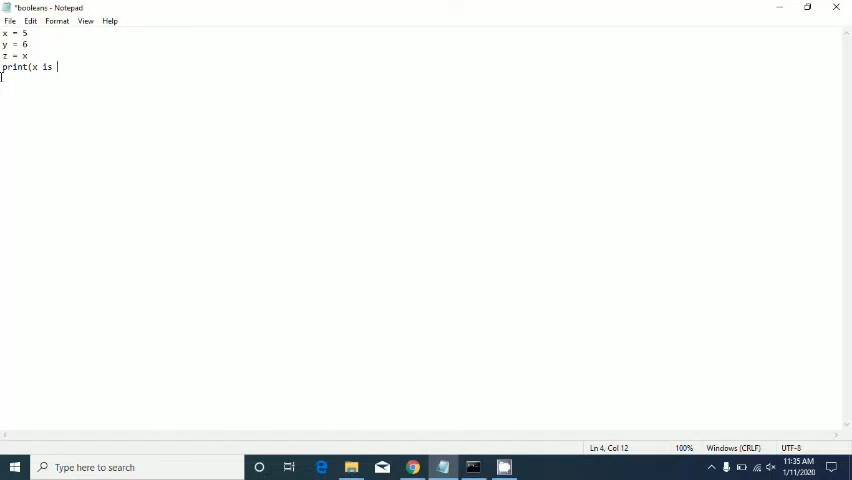 *booleans - Notepad
File Edit Format View Help
x = 5
y = 6
z = x
print(x is
Ln 4, Col 12 100% Windows (CRLF) UTF-8
Type here to search
11:35 AM
1/11/2020